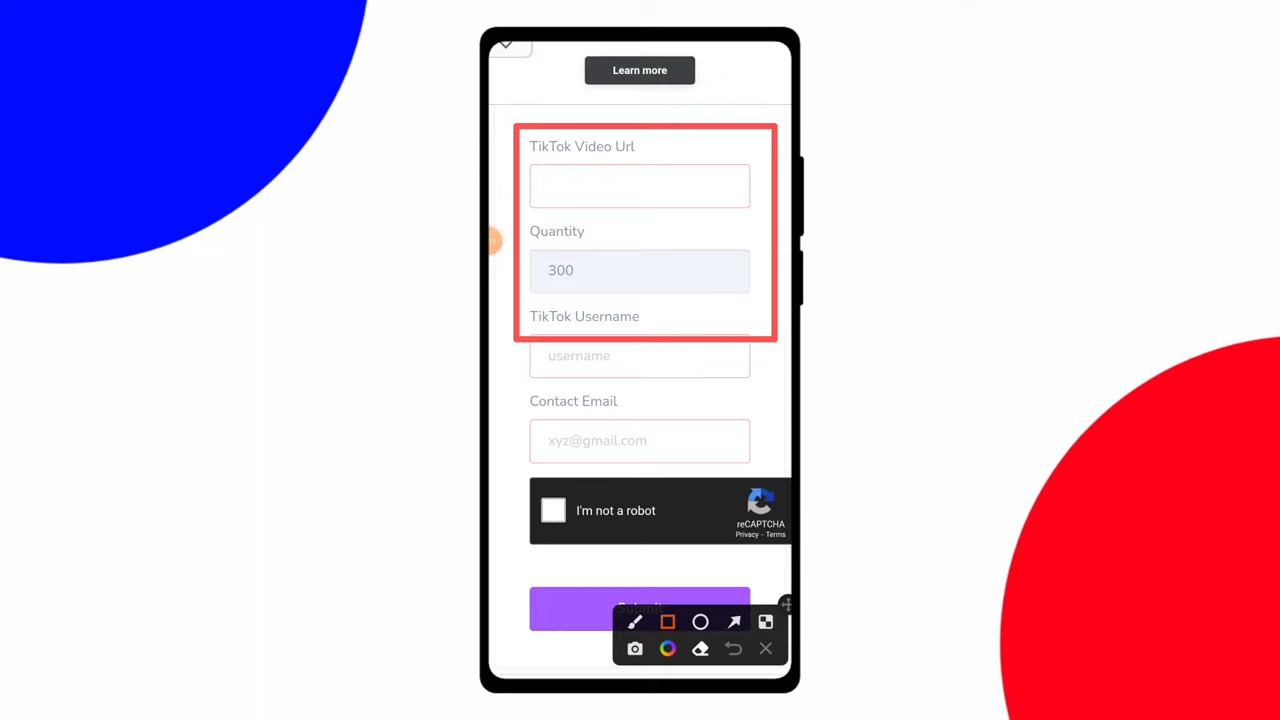 Learn more
TikTok Video Url
Quantity
300
TikTok Username
username
Contact Email
xyz@gmail.com
I'm not a robot
reCAPTCHA
Privacy - Terms
Submit